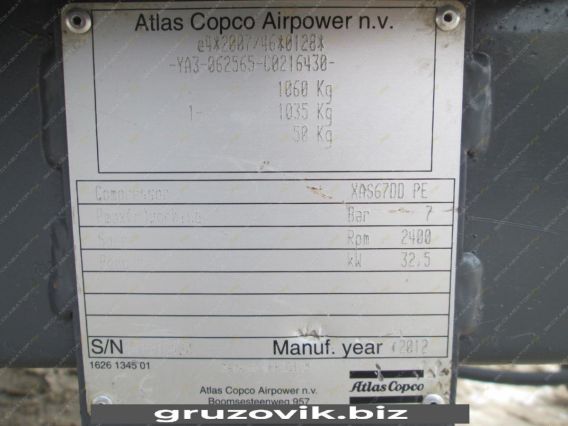 Atlas Copco Airpower n.v.
e4*2007/46*0128*
-YA3-062565-C0216430-
1060 Kg
1- 1035 Kg
50 Kg
Compressor XAS67DD PE
Bar 7
Rpm 2400
kW 32,5
S/N Manuf. year 2012
1626 1345 01
Atlas Copco Airpower n.v.
Boomsesteenweg 957
Atlas Copco
gruzovik.biz